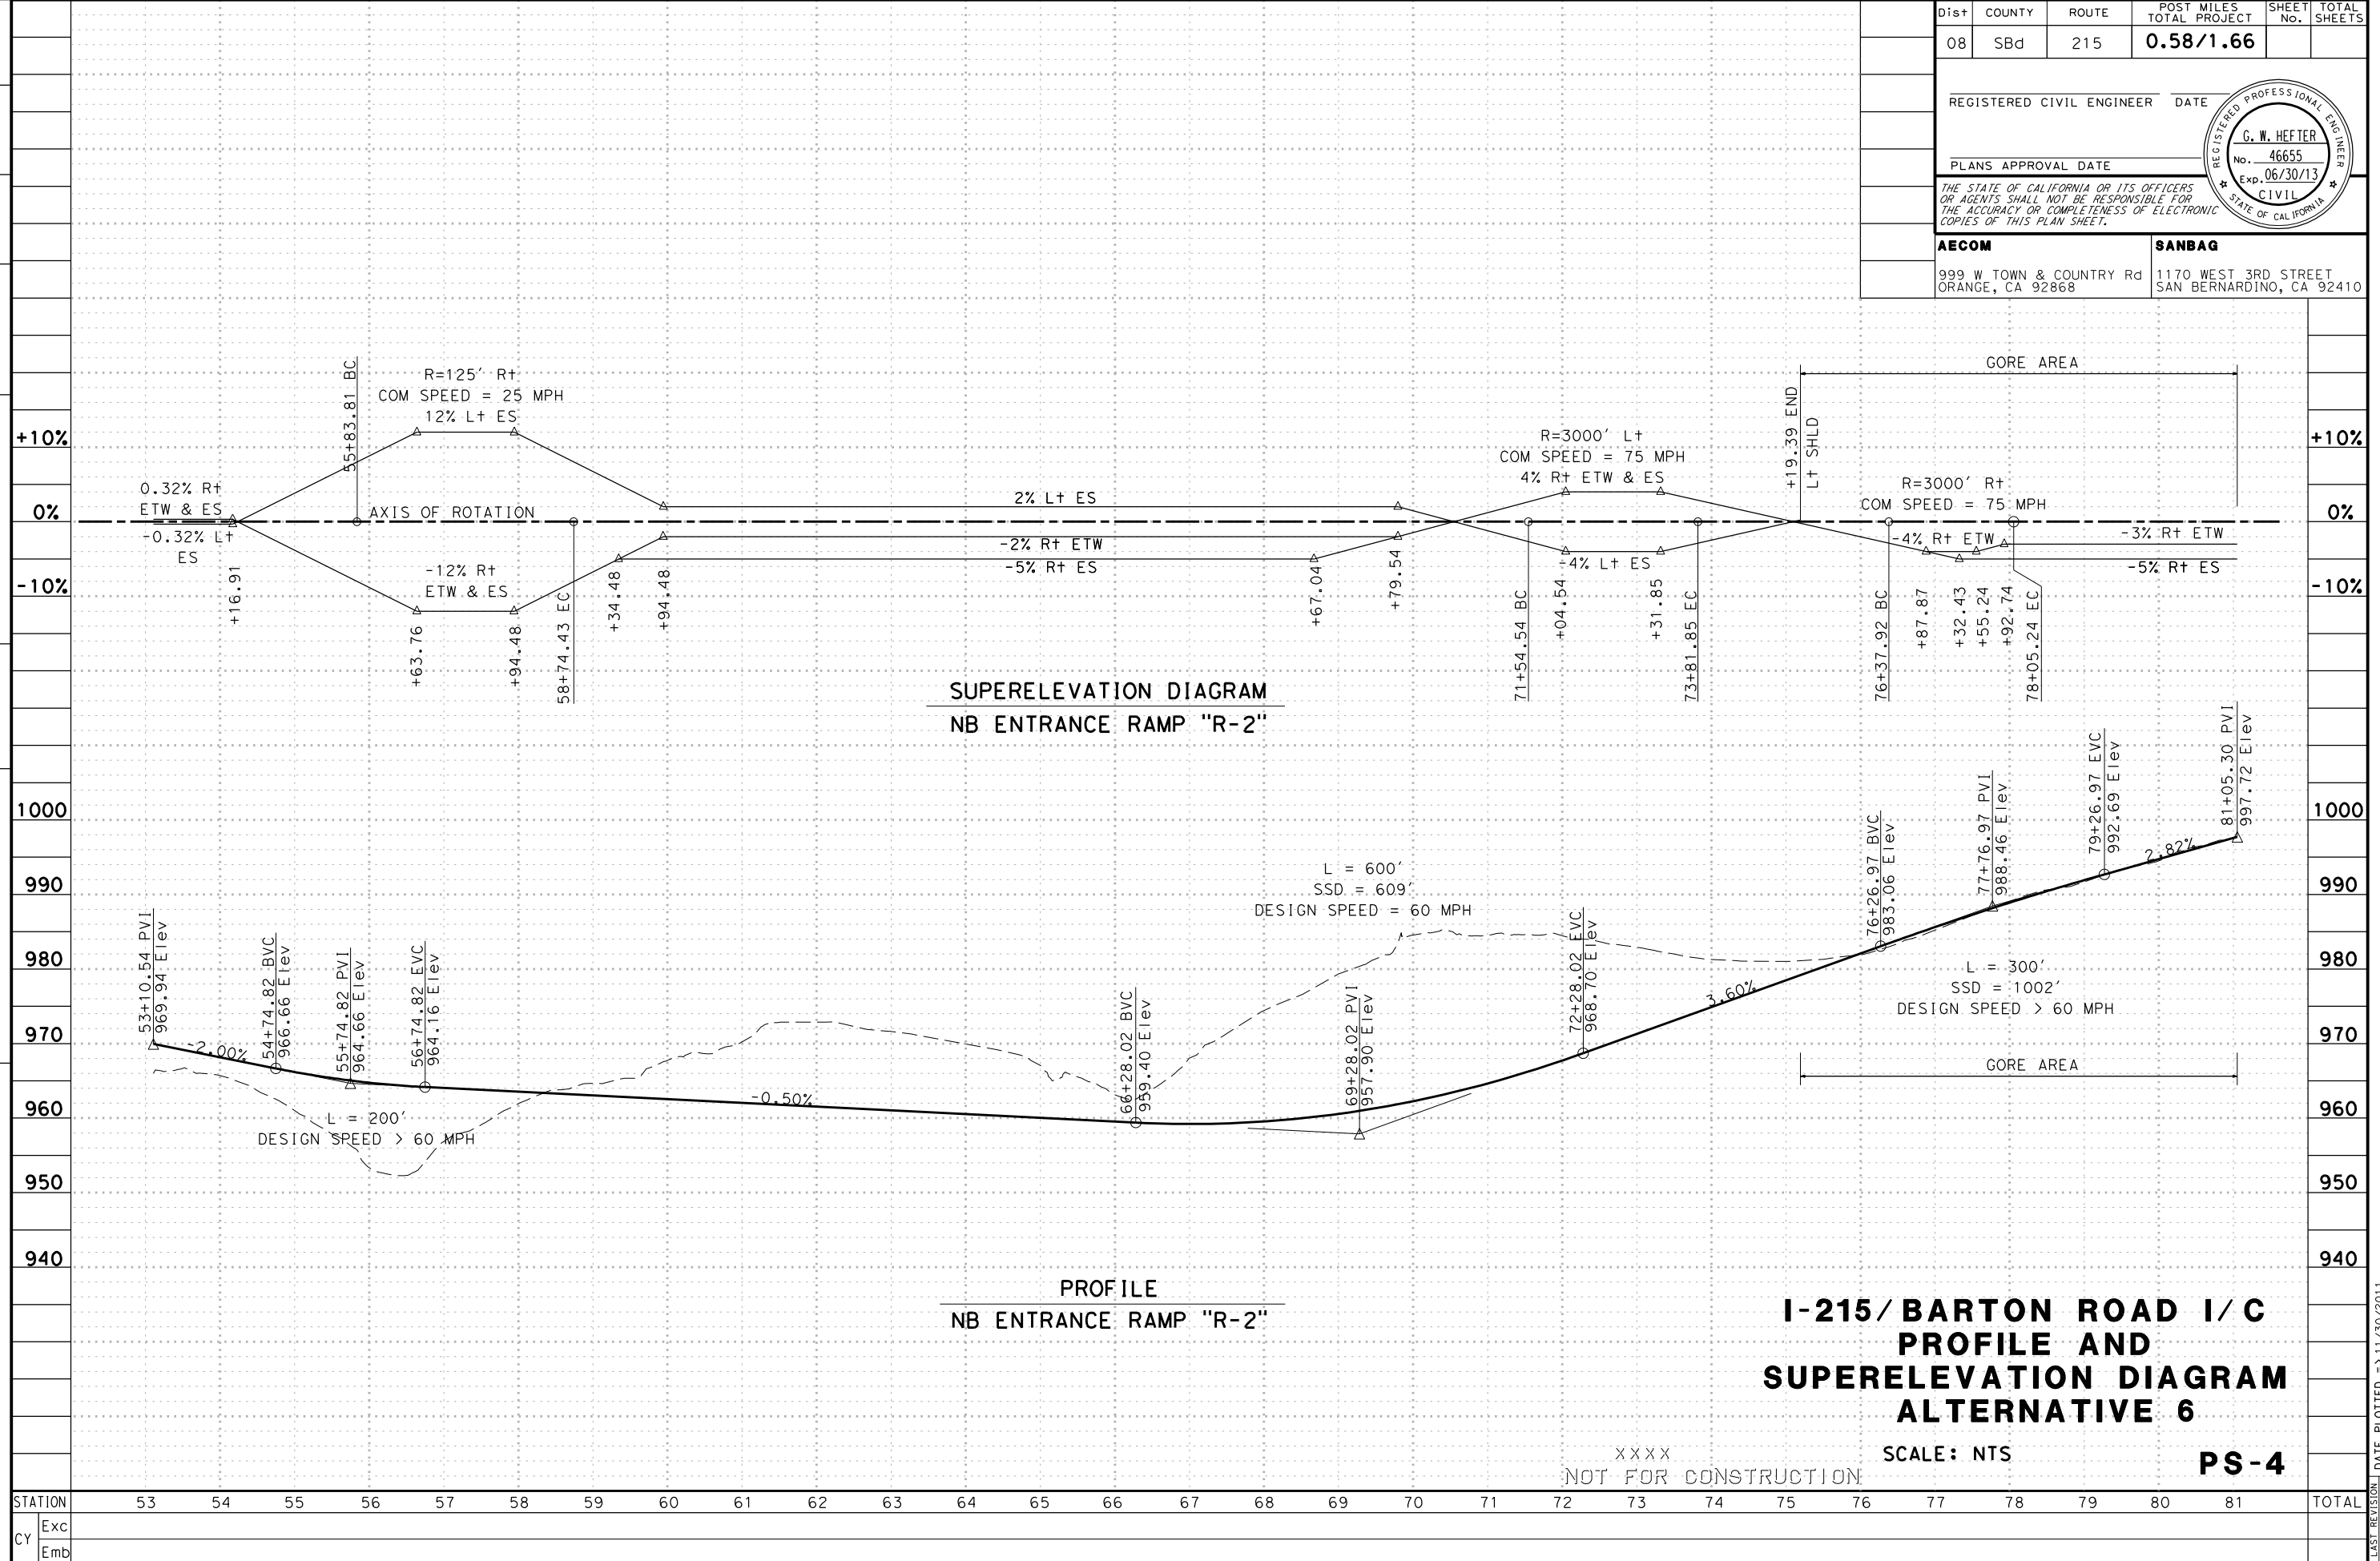 Dist COUNTY ROUTE POST MILES TOTAL PROJECT SHEET No. TOTAL SHEETS
08 SBd 215 0.58/1.66
REGISTERED CIVIL ENGINEER DATE
PLANS APPROVAL DATE
REGISTERED PROFESSIONAL ENGINEER
G. W. HEFTER
No. 46655
Exp. 06/30/13
CIVIL
STATE OF CALIFORNIA
THE STATE OF CALIFORNIA OR ITS OFFICERS
OR AGENTS SHALL NOT BE RESPONSIBLE FOR
THE ACCURACY OR COMPLETENESS OF ELECTRONIC
COPIES OF THIS PLAN SHEET.
AECOM
999 W TOWN & COUNTRY Rd
ORANGE, CA 92868
SANBAG
1170 WEST 3RD STREET
SAN BERNARDINO, CA 92410
+10%
0%
-10%
+10%
0%
-10%
0.32% Rt
ETW & ES
-0.32% Lt
ES
+16.91
55+83.81 BC
R=125' Rt
COM SPEED = 25 MPH
12% Lt ES
AXIS OF ROTATION
-12% Rt
ETW & ES
+63.76
+94.48
58+74.43 EC
+34.48
+94.48
2% Lt ES
-2% Rt ETW
-5% Rt ES
+67.04
+79.54
71+54.54 BC
R=3000' Lt
COM SPEED = 75 MPH
4% Rt ETW & ES
-4% Lt ES
+04.54
+31.85
73+81.85 EC
+19.39 END
Lt SHLD
GORE AREA
R=3000' Rt
COM SPEED = 75 MPH
-4% Rt ETW
-3% Rt ETW
-5% Rt ES
76+37.92 BC
+87.87
+32.43
+55.24
+92.74
78+05.24 EC
SUPERELEVATION DIAGRAM
NB ENTRANCE RAMP "R-2"
1000
990
980
970
960
950
940
1000
990
980
970
960
950
940
53+10.54 PVI
969.94 Elev
-2.00%
54+74.82 BVC
966.66 Elev
55+74.82 PVI
964.66 Elev
56+74.82 EVC
964.16 Elev
L = 200'
DESIGN SPEED > 60 MPH
-0.50%
66+28.02 BVC
959.40 Elev
L = 600'
SSD = 609'
DESIGN SPEED = 60 MPH
69+28.02 PVI
957.90 Elev
72+28.02 EVC
968.70 Elev
3.60%
76+26.97 BVC
983.06 Elev
77+76.97 PVI
988.46 Elev
79+26.97 EVC
992.69 Elev
2.82%
81+05.30 PVI
997.72 Elev
L = 300'
SSD = 1002'
DESIGN SPEED > 60 MPH
GORE AREA
PROFILE
NB ENTRANCE RAMP "R-2"
I-215/BARTON ROAD I/C
PROFILE AND
SUPERELEVATION DIAGRAM
ALTERNATIVE 6
SCALE: NTS
PS-4
XXXX
NOT FOR CONSTRUCTION
STATION 53 54 55 56 57 58 59 60 61 62 63 64 65 66 67 68 69 70 71 72 73 74 75 76 77 78 79 80 81 TOTAL
CY Exc
Emb
LAST REVISION
DATE PLOTTED => 11/30/2011